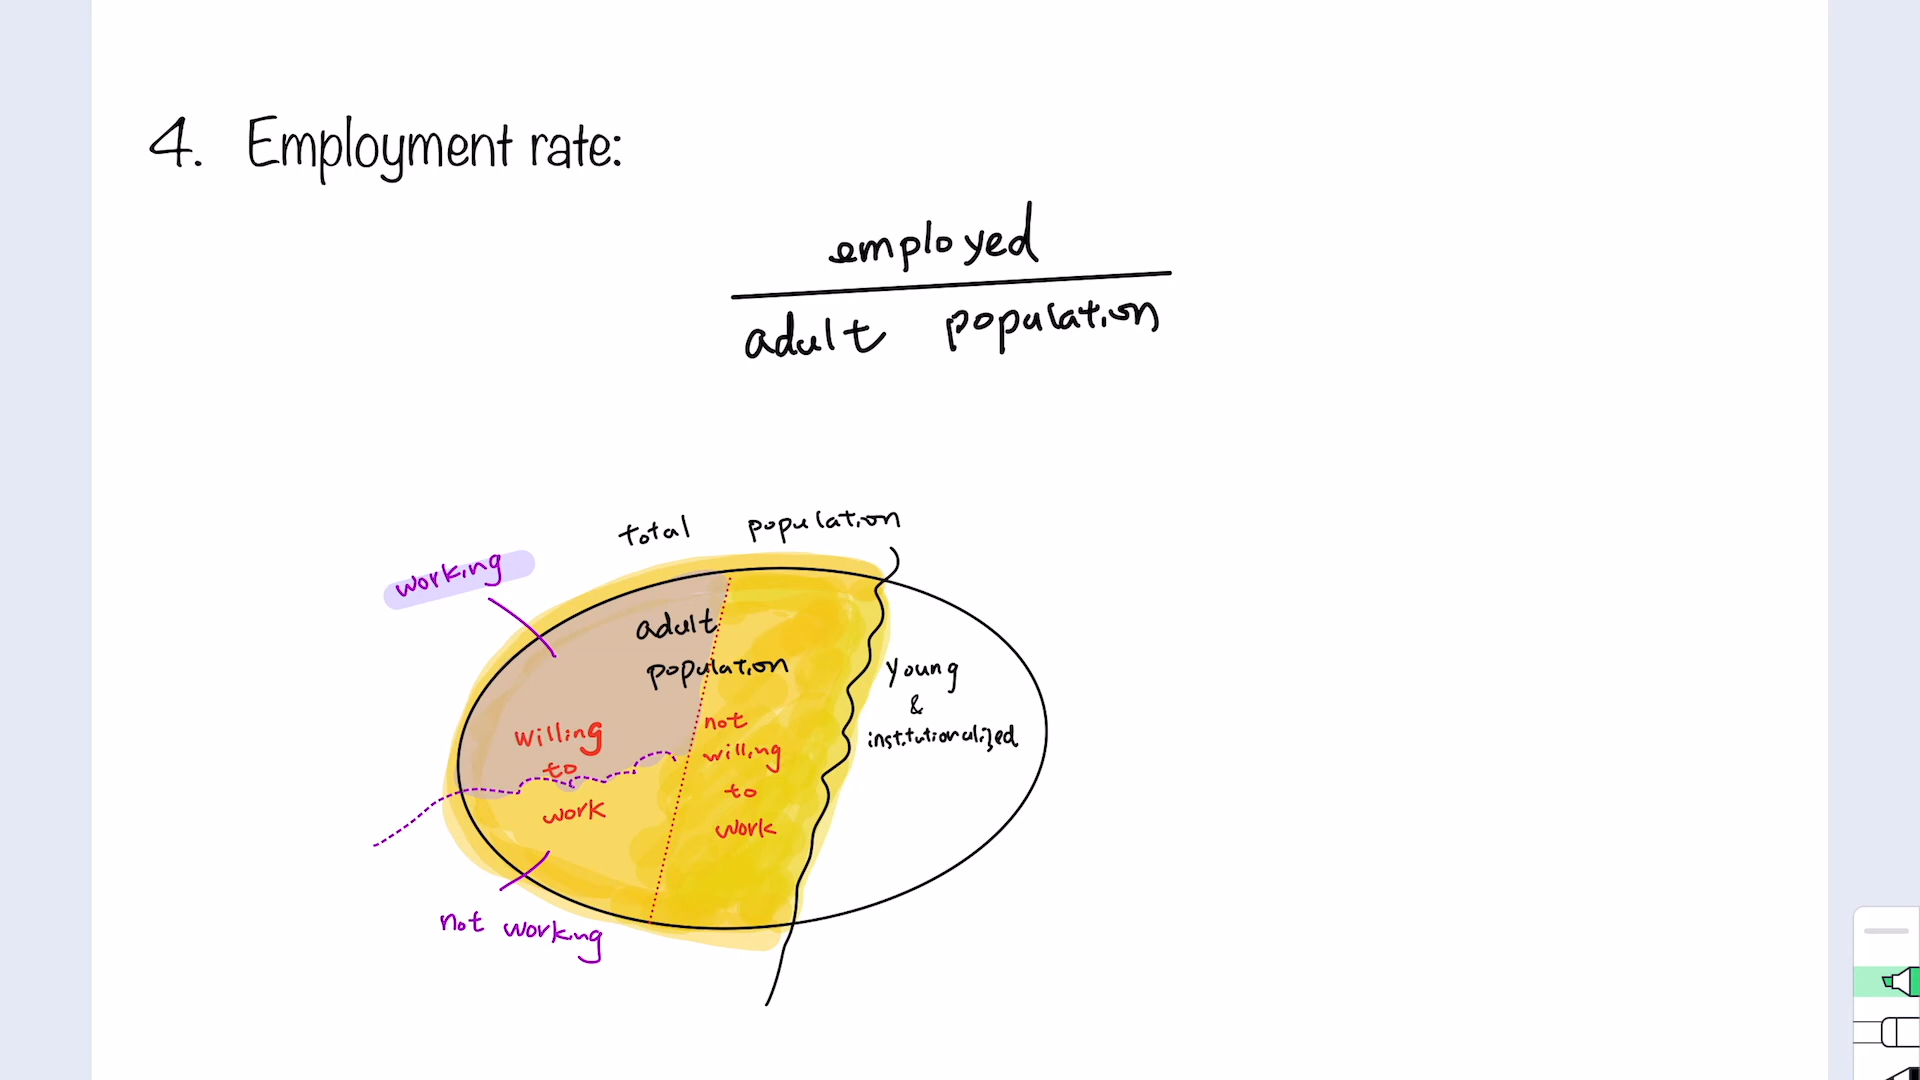 4. Employment rate:
employed
adult population
total population
working
adult
population
young
&
institutionalized
willing
to
work
not
willing
to
work
not working